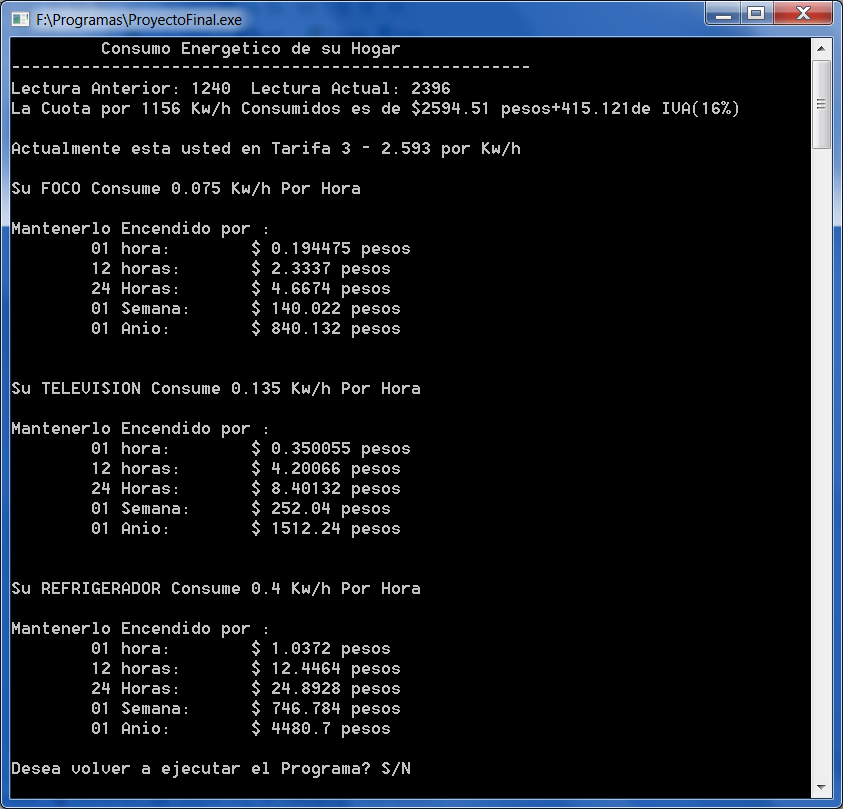 F:\Programas\ProyectoFinal.exe
Consumo Energetico de su Hogar
----------------------------------------------------
Lectura Anterior: 1240  Lectura Actual: 2396
La Cuota por 1156 Kw/h Consumidos es de $2594.51 pesos+415.121de IVA(16%)
Actualmente esta usted en Tarifa 3 - 2.593 por Kw/h
Su FOCO Consume 0.075 Kw/h Por Hora
Mantenerlo Encendido por :
01 hora: $ 0.194475 pesos
12 horas: $ 2.3337 pesos
24 Horas: $ 4.6674 pesos
01 Semana: $ 140.022 pesos
01 Anio: $ 840.132 pesos
Su TELEVISION Consume 0.135 Kw/h Por Hora
Mantenerlo Encendido por :
01 hora: $ 0.350055 pesos
12 horas: $ 4.20066 pesos
24 Horas: $ 8.40132 pesos
01 Semana: $ 252.04 pesos
01 Anio: $ 1512.24 pesos
Su REFRIGERADOR Consume 0.4 Kw/h Por Hora
Mantenerlo Encendido por :
01 hora: $ 1.0372 pesos
12 horas: $ 12.4464 pesos
24 Horas: $ 24.8928 pesos
01 Semana: $ 746.784 pesos
01 Anio: $ 4480.7 pesos
Desea volver a ejecutar el Programa? S/N